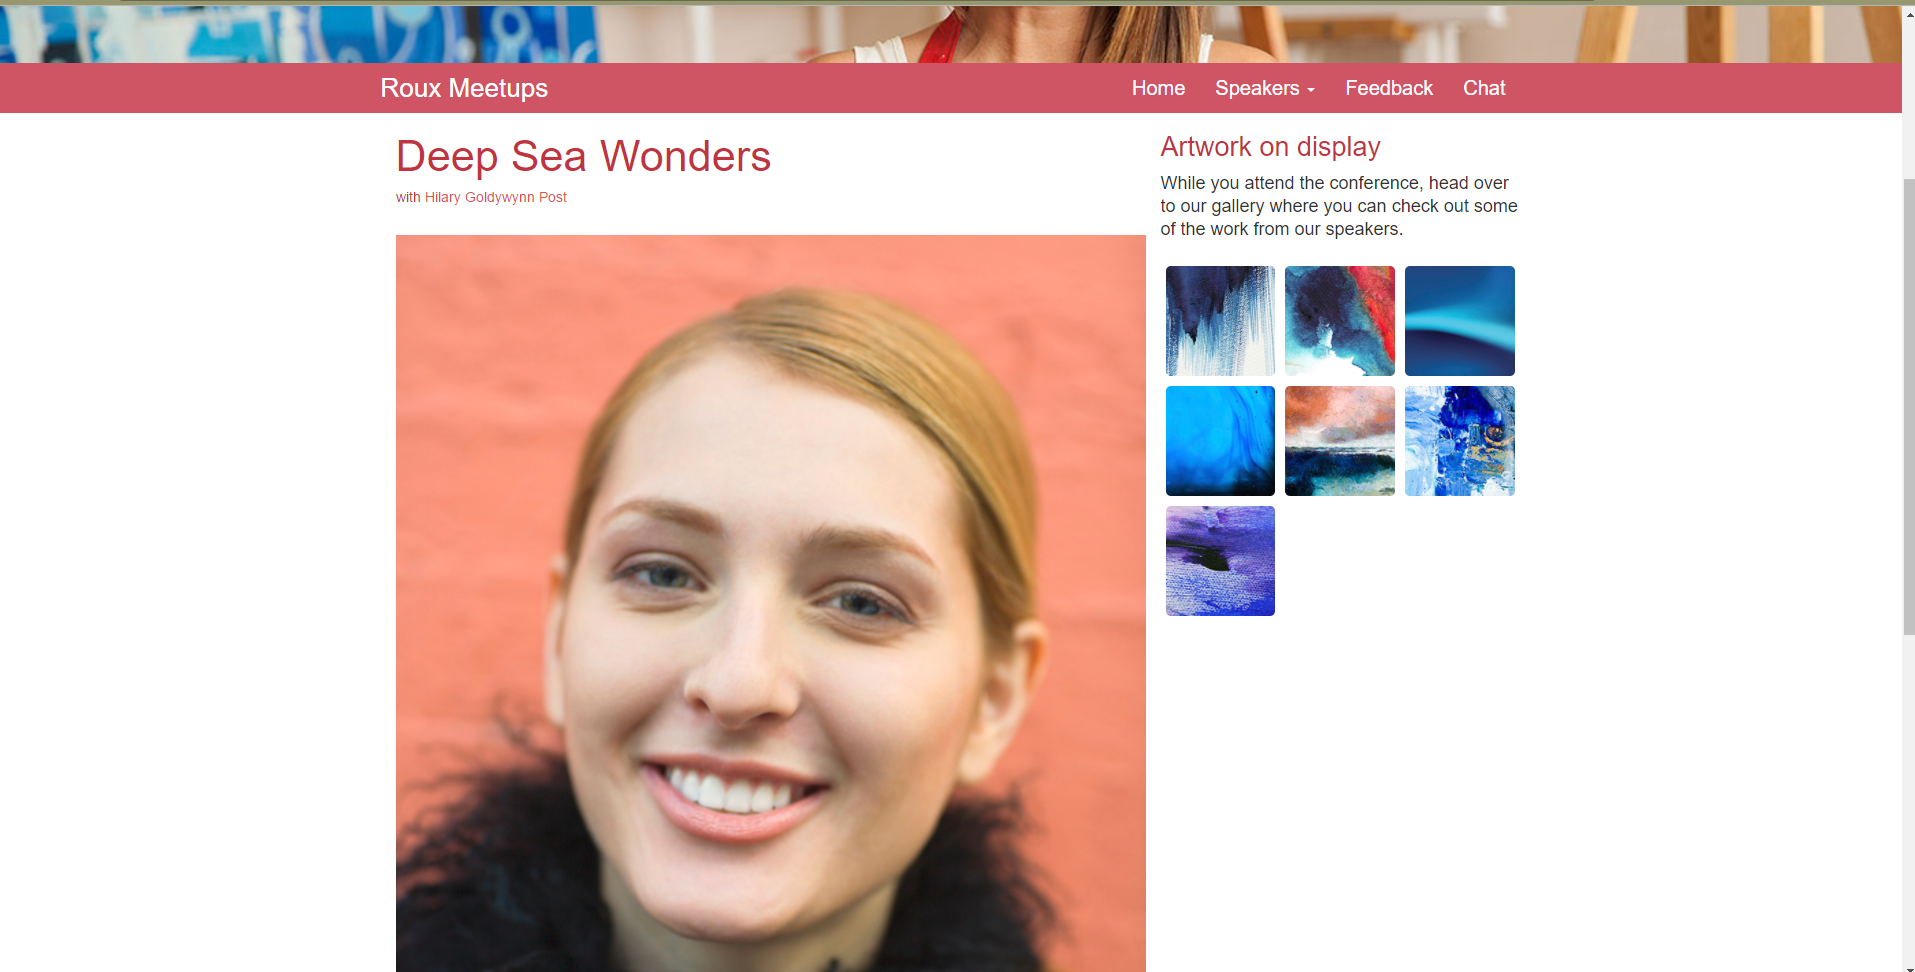 Roux Meetups
Home Speakers Feedback Chat
Deep Sea Wonders
with Hilary Goldywynn Post
Artwork on display
While you attend the conference, head over
to our gallery where you can check out some
of the work from our speakers.